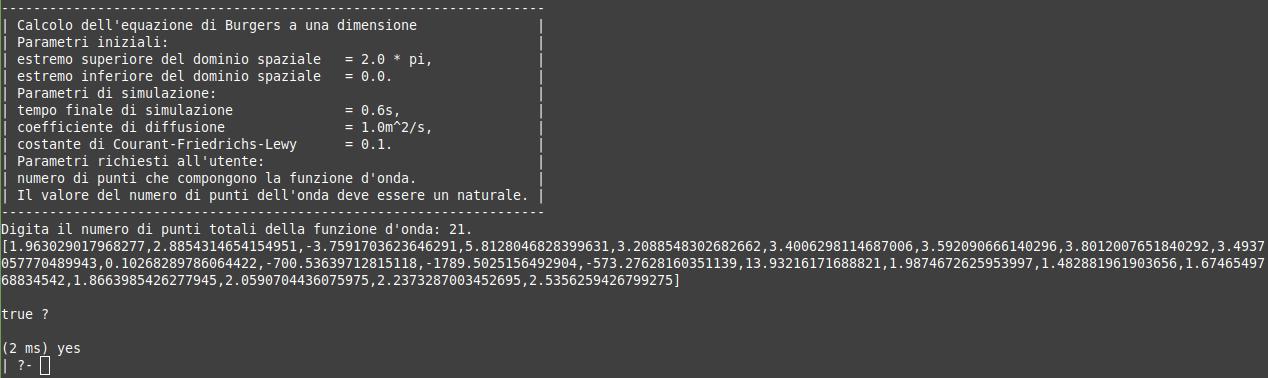 --------------------------------------------------------------------
| Calcolo dell'equazione di Burgers a una dimensione               |
| Parametri iniziali:                                              |
| estremo superiore del dominio spaziale   = 2.0 * pi,             |
| estremo inferiore del dominio spaziale   = 0.0.                  |
| Parametri di simulazione:                                        |
| tempo finale di simulazione              = 0.6s,                 |
| coefficiente di diffusione               = 1.0m^2/s,             |
| costante di Courant-Friedrichs-Lewy      = 0.1.                  |
| Parametri richiesti all'utente:                                  |
| numero di punti che compongono la funzione d'onda.               |
| Il valore del numero di punti dell'onda deve essere un naturale. |
--------------------------------------------------------------------
Digita il numero di punti totali della funzione d'onda: 21.
[1.963029017968277,2.8854314654154951,-3.7591703623646291,5.8128046828399631,3.2088548302682662,3.4006298114687006,3.592090666140296,3.8012007651840292,3.4937
057770489943,0.10268289786064422,-700.53639712815118,-1789.5025156492904,-573.27628160351139,13.93216171688821,1.9874672625953997,1.482881961903656,1.67465497
68834542,1.8663985426277945,2.0590704436075975,2.2373287003452695,2.5356259426799275]
true ?
(2 ms) yes
| ?-